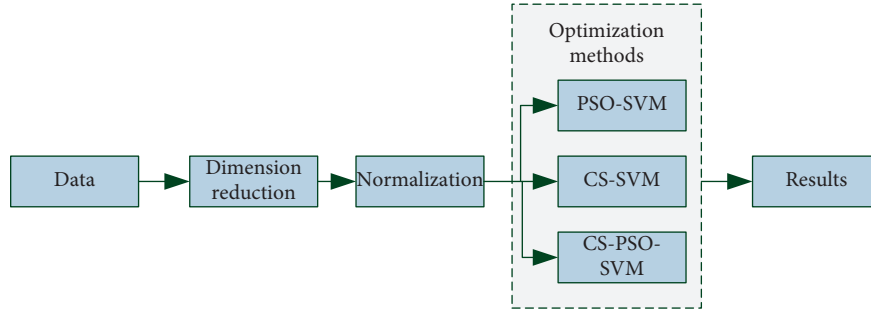 Data
Dimension
reduction
Normalization
Optimization
methods
PSO-SVM
CS-SVM
CS-PSO-
SVM
Results